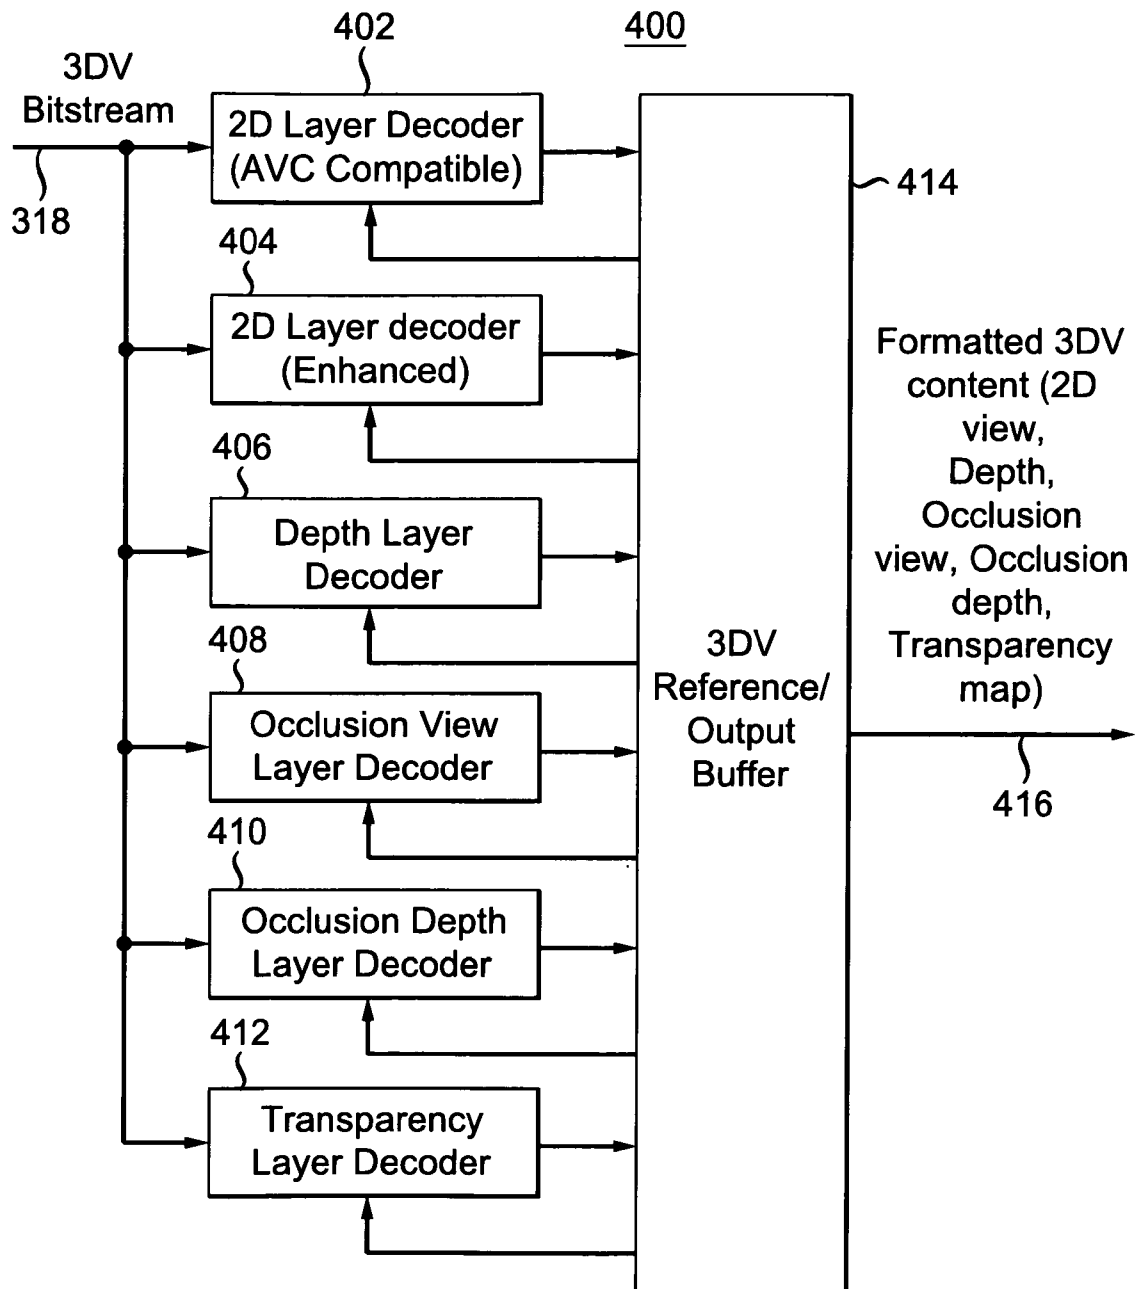 402
400
3DV
Bitstream
2D Layer Decoder
(AVC Compatible)
318
414
404
2D Layer decoder
(Enhanced)
Formatted 3DV
content (2D
view,
Depth,
Occlusion
view, Occlusion
depth,
Transparency
map)
406
Depth Layer
Decoder
408
3DV
Reference/
Output
Buffer
Occlusion View
Layer Decoder
416
410
Occlusion Depth
Layer Decoder
412
Transparency
Layer Decoder